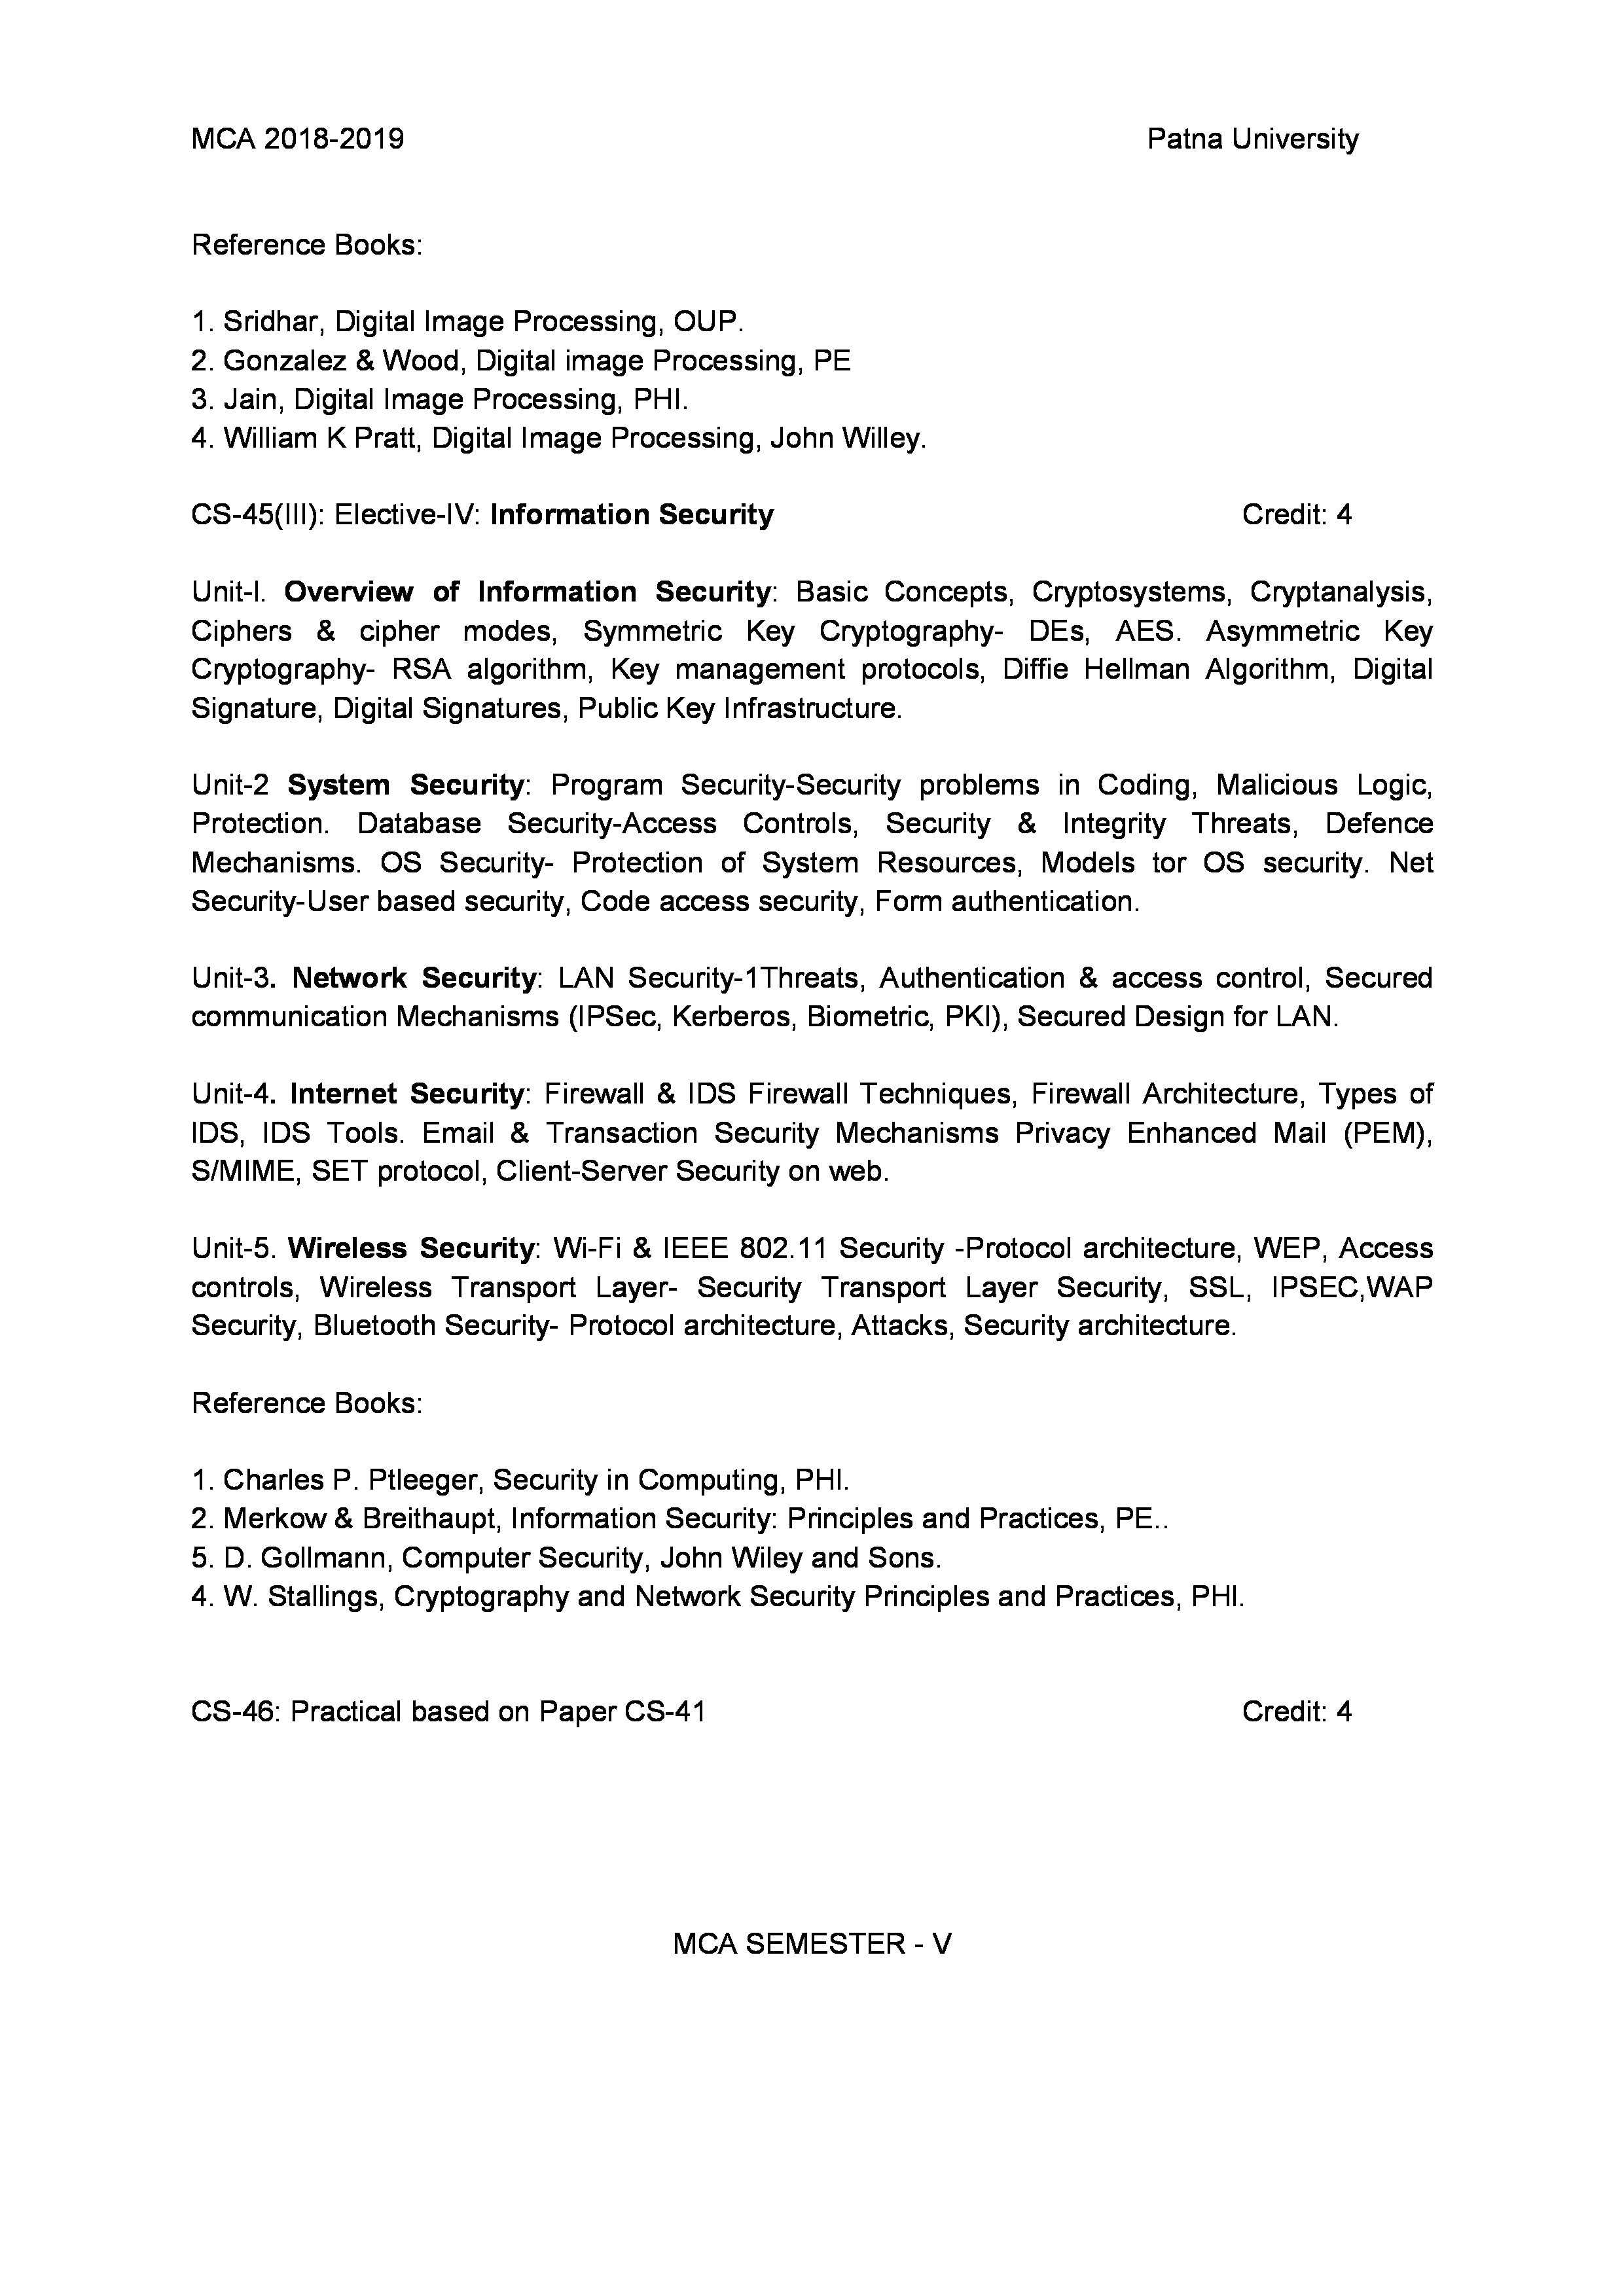 MCA 2018-2019 Patna University
Reference Books:
1. Sridhar, Digital Image Processing, OUP.
2. Gonzalez & Wood, Digital image Processing, PE
3. Jain, Digital Image Processing, PHI.
4. William K Pratt, Digital Image Processing, John Willey.
CS-45(III): Elective-IV: Information Security Credit: 4
Unit-I. Overview of Information Security: Basic Concepts, Cryptosystems, Cryptanalysis,
Ciphers & cipher modes, Symmetric Key Cryptography- DEs, AES. Asymmetric Key
Cryptography- RSA algorithm, Key management protocols, Diffie Hellman Algorithm, Digital
Signature, Digital Signatures, Public Key Infrastructure.
Unit-2 System Security: Program Security-Security problems in Coding, Malicious Logic,
Protection. Database Security-Access Controls, Security & Integrity Threats, Defence
Mechanisms. OS Security- Protection of System Resources, Models tor OS security. Net
Security-User based security, Code access security, Form authentication.
Unit-3. Network Security: LAN Security-1Threats, Authentication & access control, Secured
communication Mechanisms (IPSec, Kerberos, Biometric, PKI), Secured Design for LAN.
Unit-4. Internet Security: Firewall & IDS Firewall Techniques, Firewall Architecture, Types of
IDS, IDS Tools. Email & Transaction Security Mechanisms Privacy Enhanced Mail (PEM),
S/MIME, SET protocol, Client-Server Security on web.
Unit-5. Wireless Security: Wi-Fi & IEEE 802.11 Security -Protocol architecture, WEP, Access
controls, Wireless Transport Layer- Security Transport Layer Security, SSL, IPSEC,WAP
Security, Bluetooth Security- Protocol architecture, Attacks, Security architecture.
Reference Books:
1. Charles P. Ptleeger, Security in Computing, PHI.
2. Merkow & Breithaupt, Information Security: Principles and Practices, PE..
5. D. Gollmann, Computer Security, John Wiley and Sons.
4. W. Stallings, Cryptography and Network Security Principles and Practices, PHI.
CS-46: Practical based on Paper CS-41 Credit: 4
MCA SEMESTER - V